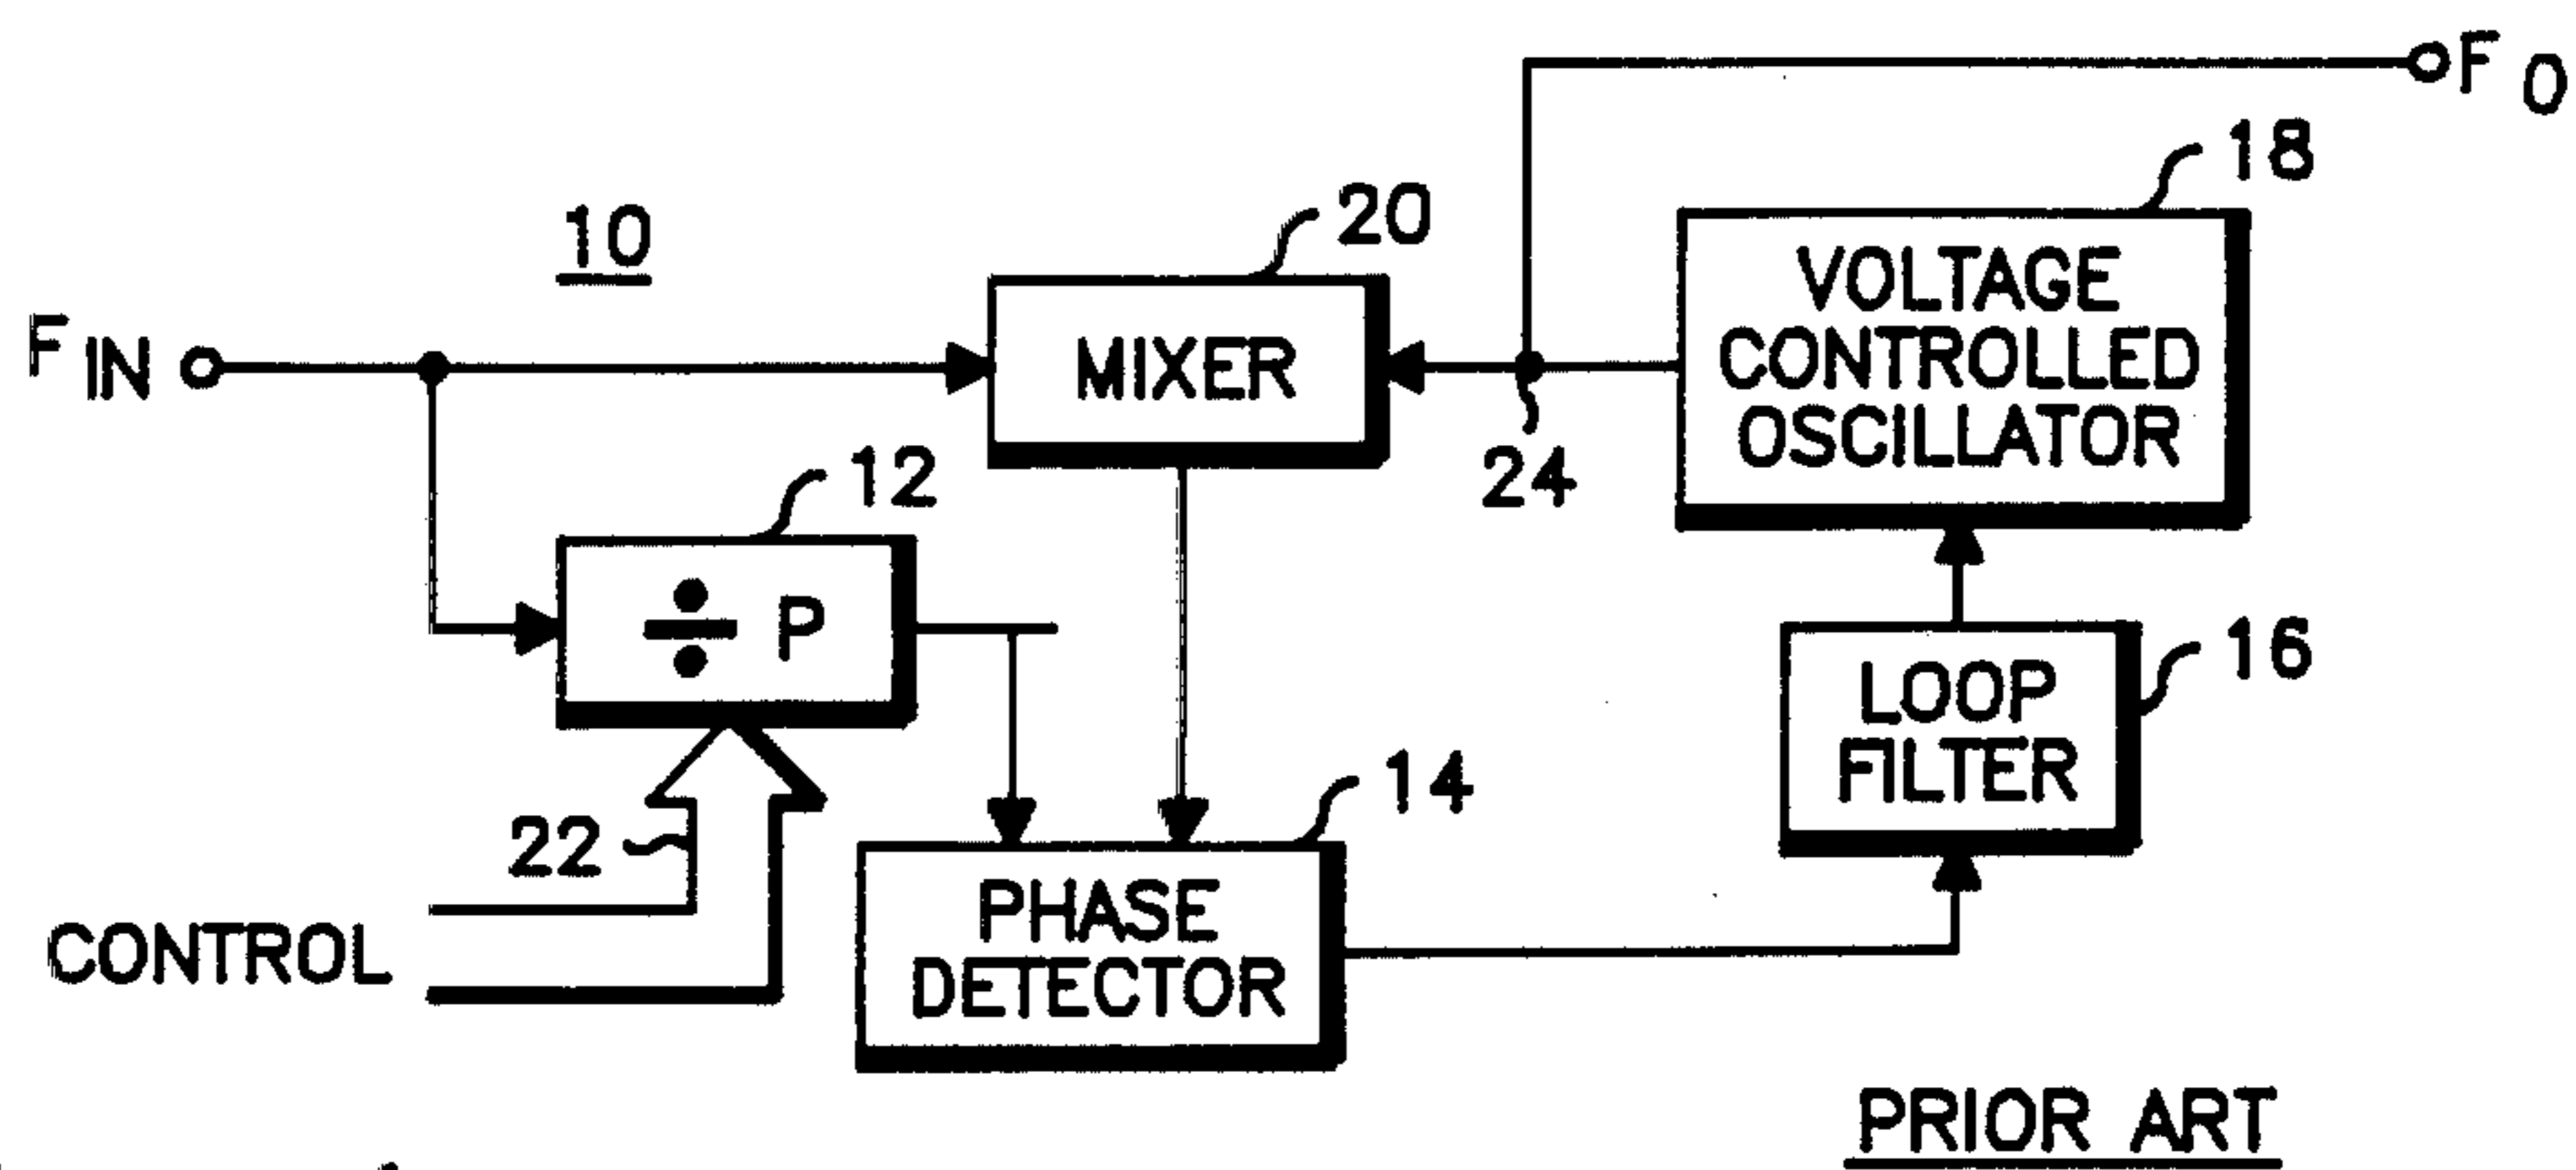 F O
18
20
10
VOLTAGE
CONTROLLED
OSCILLATOR
F IN
MIXER
24
12
÷ P
16
LOOP
FILTER
14
22
PHASE
DETECTOR
CONTROL
PRIOR ART